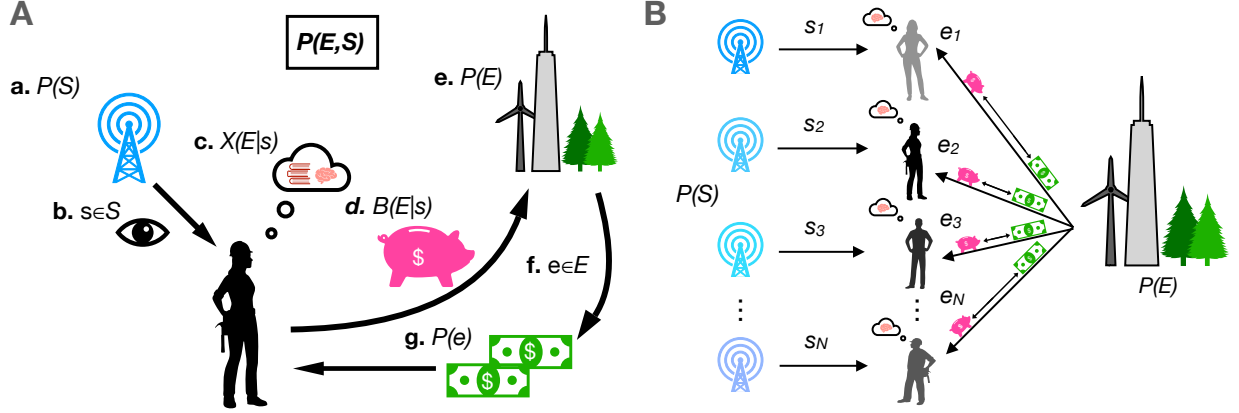 A
P(E,S)
a. P(S)
e. P(E)
c. X(E|s)
b. s∈S
d. B(E|s)
$
f. e∈E
g. P(e)
$
$
B
s1
e1
s2
e2
P(S)
s3
e3
P(E)
⋮
⋮
eN
sN